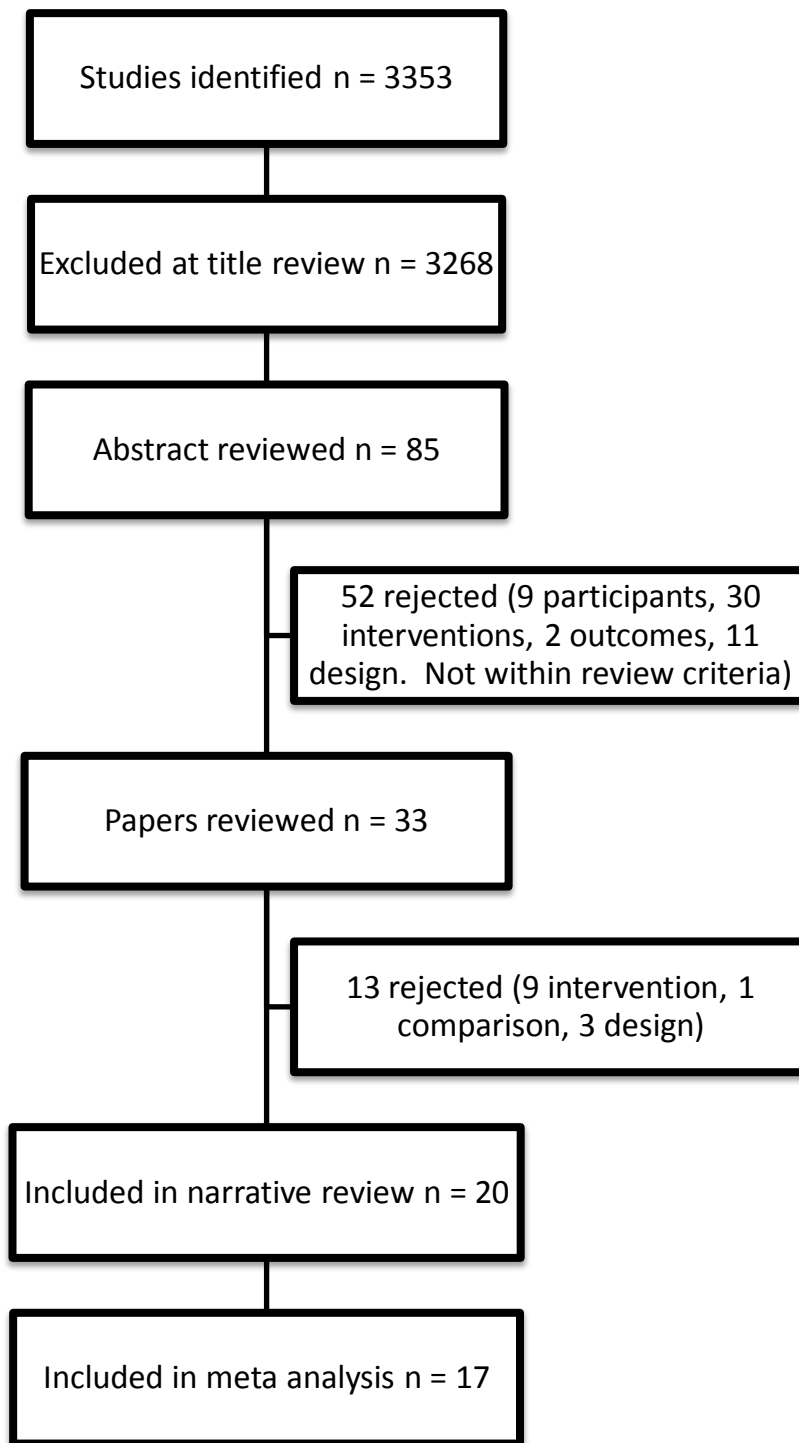 Studies identified n = 3353
Excluded at title review n = 3268
Abstract reviewed n = 85
52 rejected (9 participants, 30
interventions, 2 outcomes, 11
design.  Not within review criteria)
Papers reviewed n = 33
13 rejected (9 intervention, 1
comparison, 3 design)
Included in narrative review n = 20
Included in meta analysis n = 17